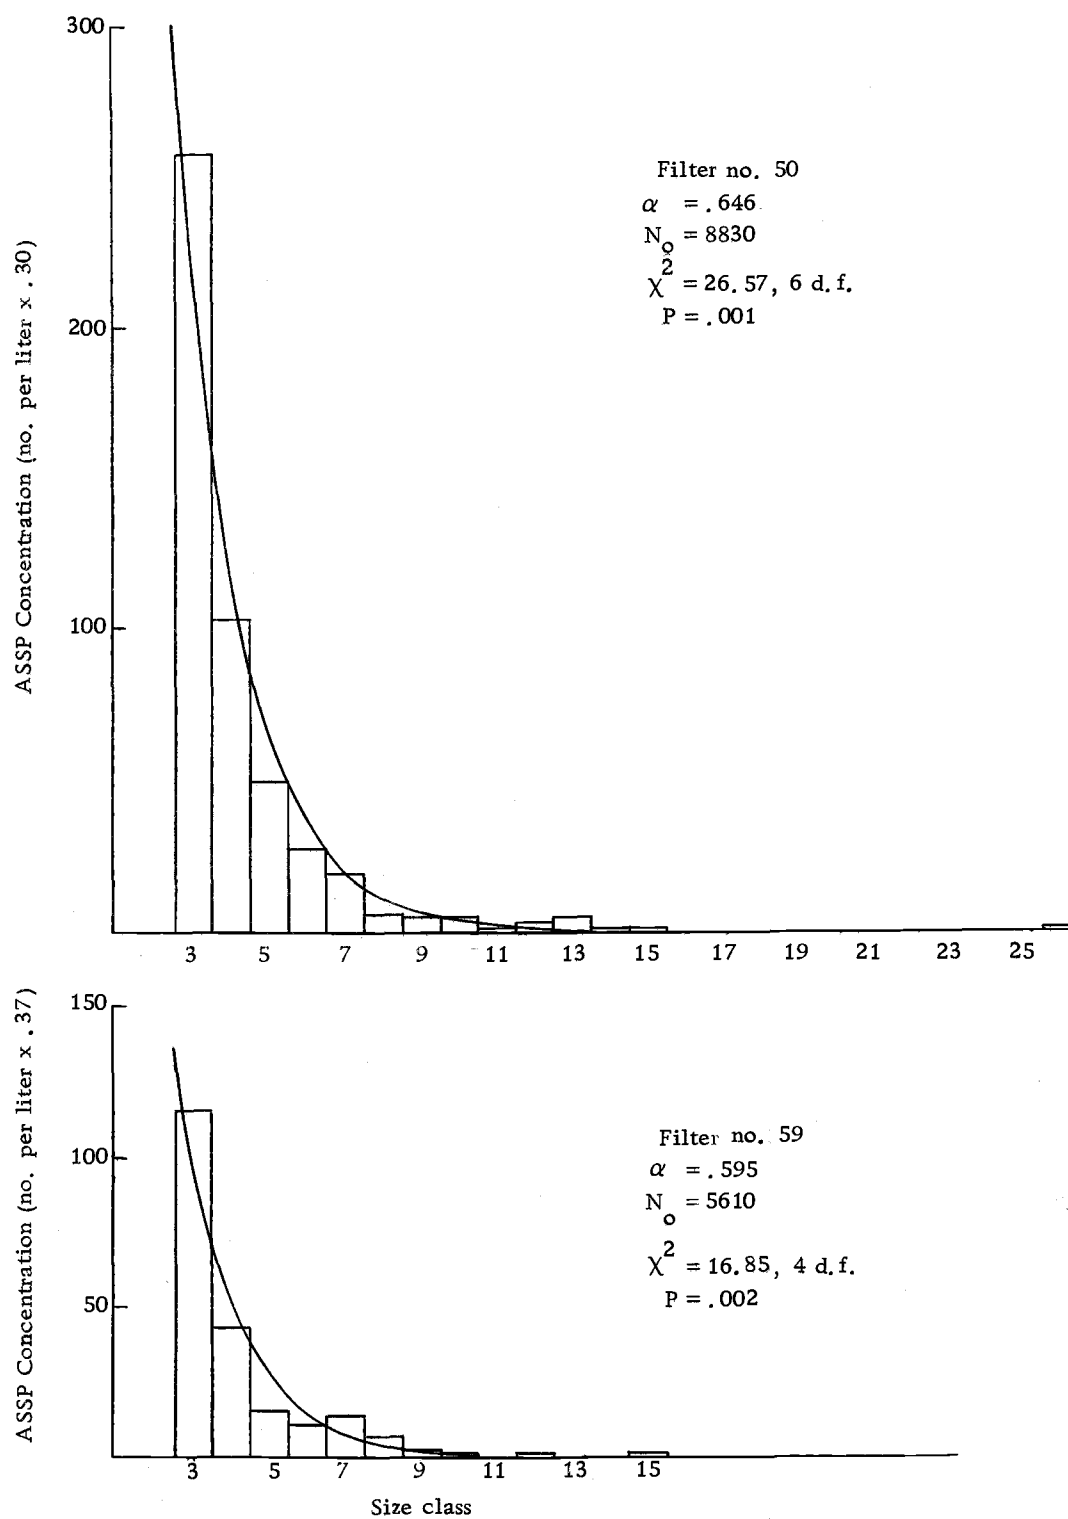 300
200
100
ASSP Concentration (no. per liter x .30)
Filter no. 50
α = .646
N₀ = 8830
χ² = 26.57, 6 d.f.
P = .001
3 5 7 9 11 13 15 17 19 21 23 25
150
100
50
ASSP Concentration (no. per liter x .37)
Filter no. 59
α = .595
N₀ = 5610
χ² = 16.85, 4 d.f.
P = .002
3 5 7 9 11 13 15
Size class